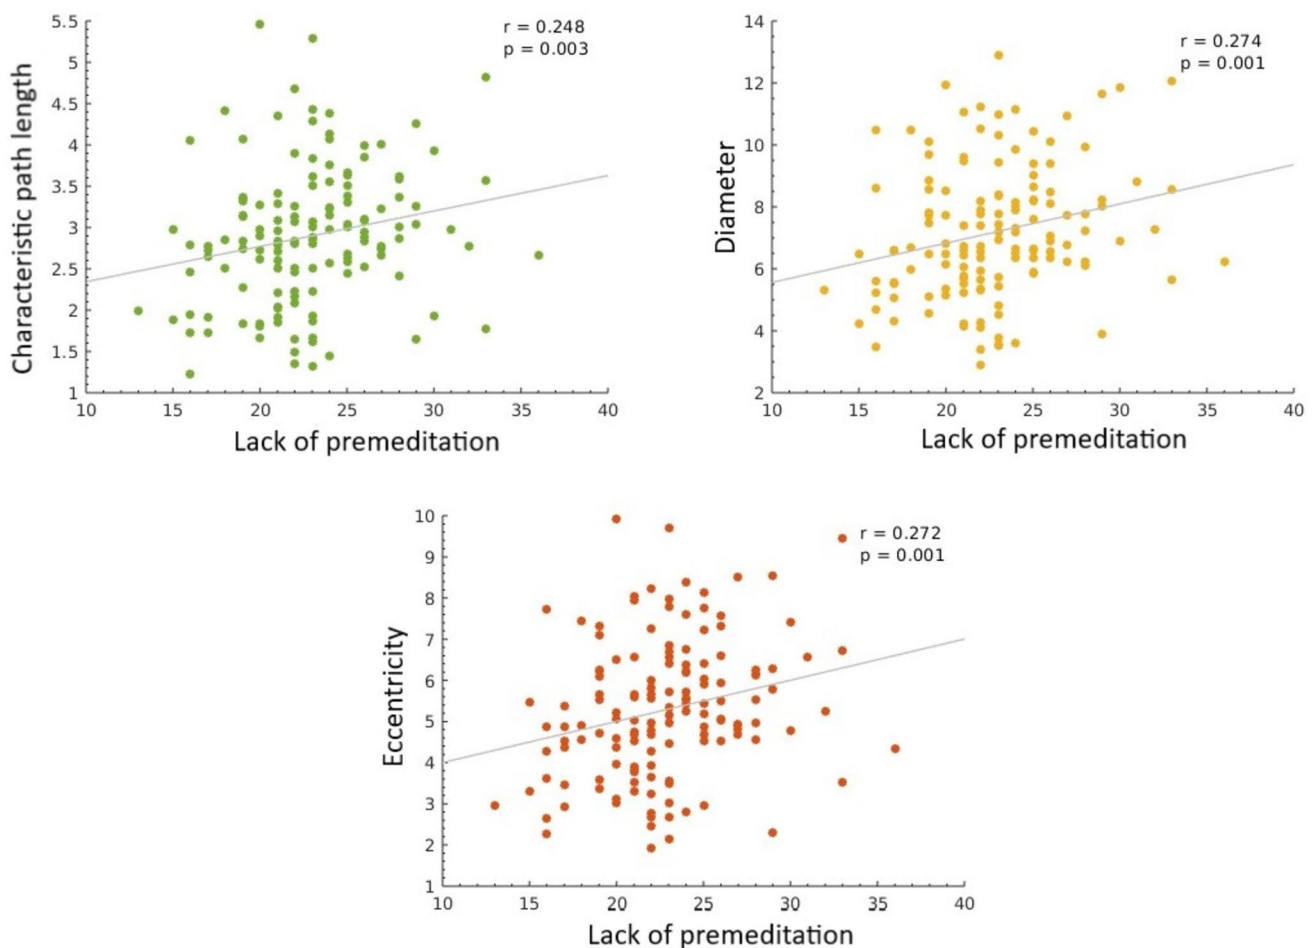 5.5
5
4.5
4
3.5
3
2.5
2
1.5
1
Characteristic path length
r = 0.248
p = 0.003
10 15 20 25 30 35 40
Lack of premeditation
14
12
10
8
6
4
2
Diameter
r = 0.274
p = 0.001
10 15 20 25 30 35 40
Lack of premeditation
10
9
8
7
6
5
4
3
2
1
Eccentricity
r = 0.272
p = 0.001
10 15 20 25 30 35 40
Lack of premeditation